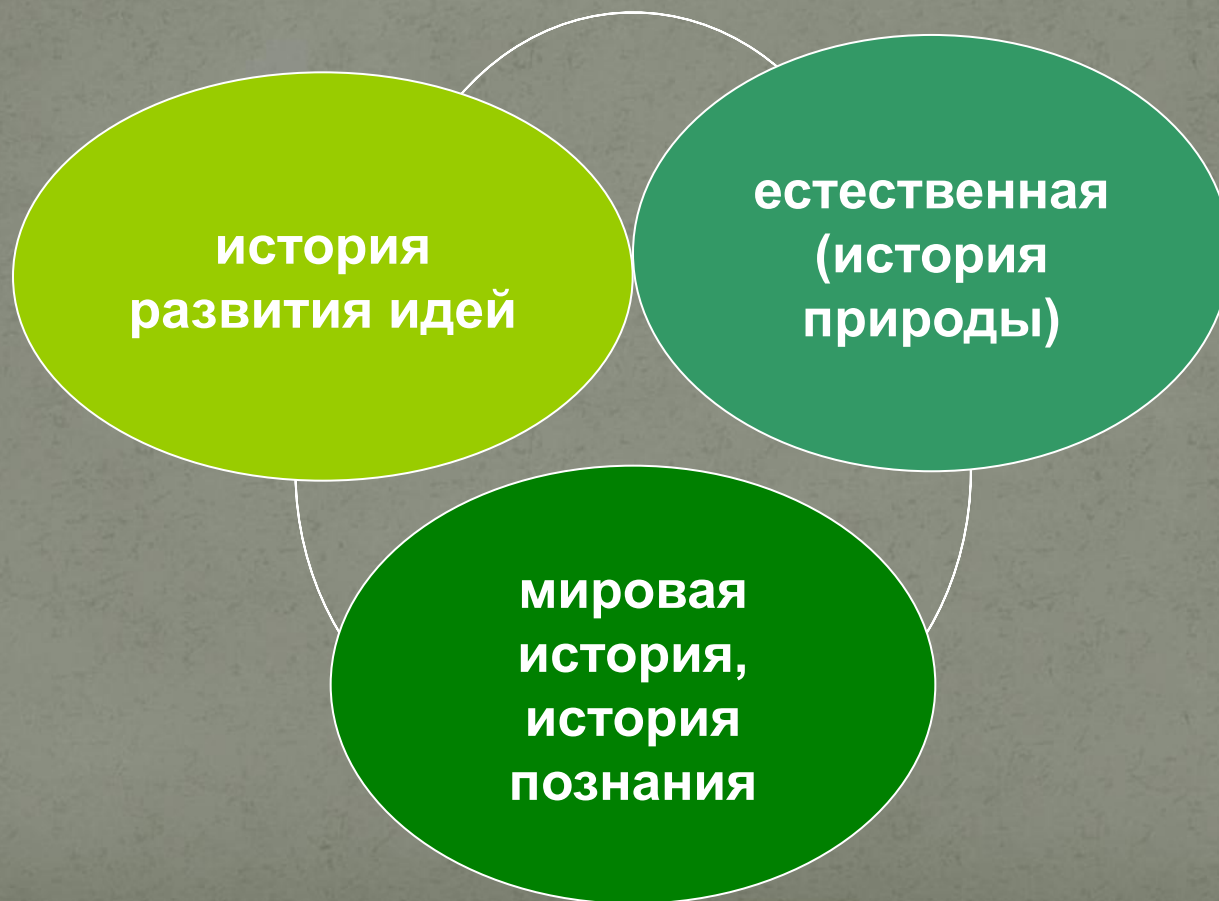 история
развития идей
естественная
(история
природы)
мировая
история,
история
познания